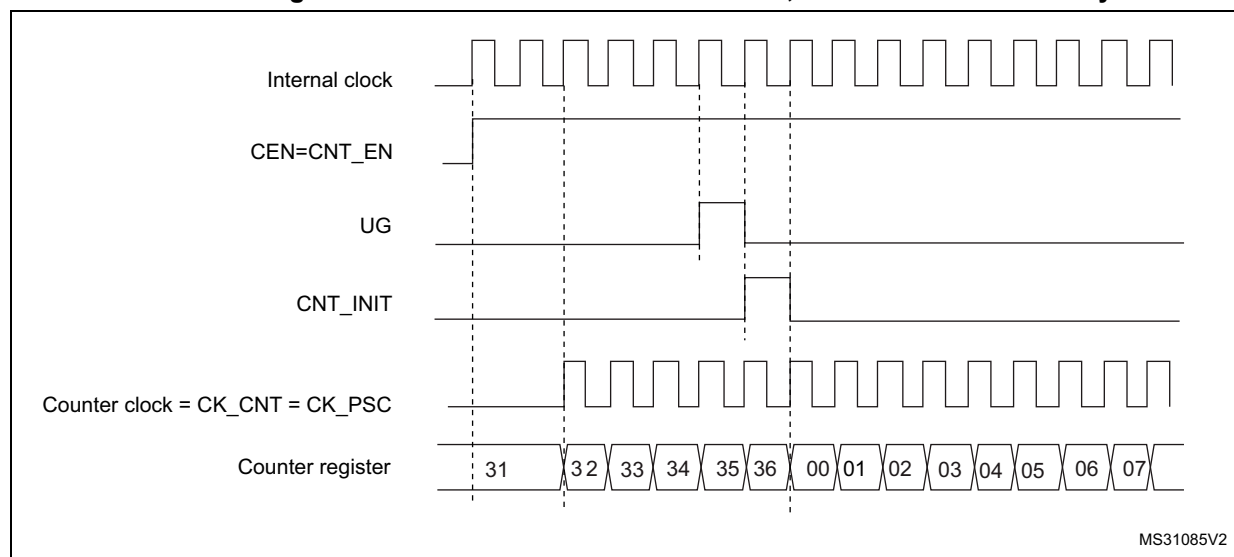 Internal clock
CEN=CNT_EN
UG
CNT_INIT
Counter clock = CK_CNT = CK_PSC
Counter register 31 32 33 34 35 36 00 01 02 03 04 05 06 07
MS31085V2